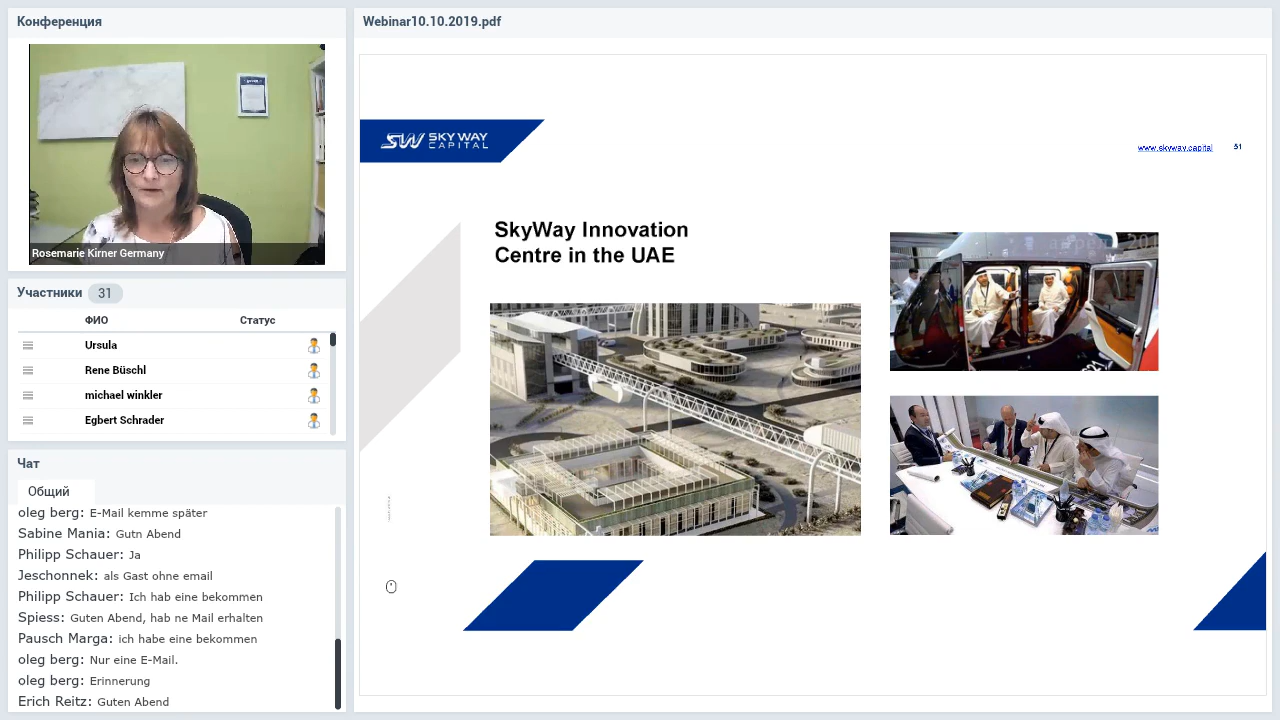 Конференция
Rosemarie Kirner Germany
Участники 31
ФИО Статус
Ursula
Rene Büschl
michael winkler
Egbert Schrader
Чат
Общий
oleg berg: E-Mail kemme später
Sabine Mania: Gutn Abend
Philipp Schauer: Ja
Jeschonnek: als Gast ohne email
Philipp Schauer: Ich hab eine bekommen
Spiess: Guten Abend, hab ne Mail erhalten
Pausch Marga: ich habe eine bekommen
oleg berg: Nur eine E-Mail.
oleg berg: Erinnerung
Erich Reitz: Guten Abend
Webinar10.10.2019.pdf
SW SKY WAY
CAPITAL
www.skyway.capital 51
SkyWay Innovation
Centre in the UAE